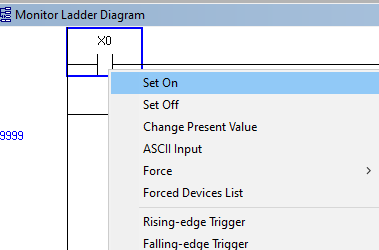 Monitor Ladder Diagram
X0
Set On
Set Off
Change Present Value
9999
ASCII Input
Force
Forced Devices List
Rising-edge Trigger
Falling-edge Trigger